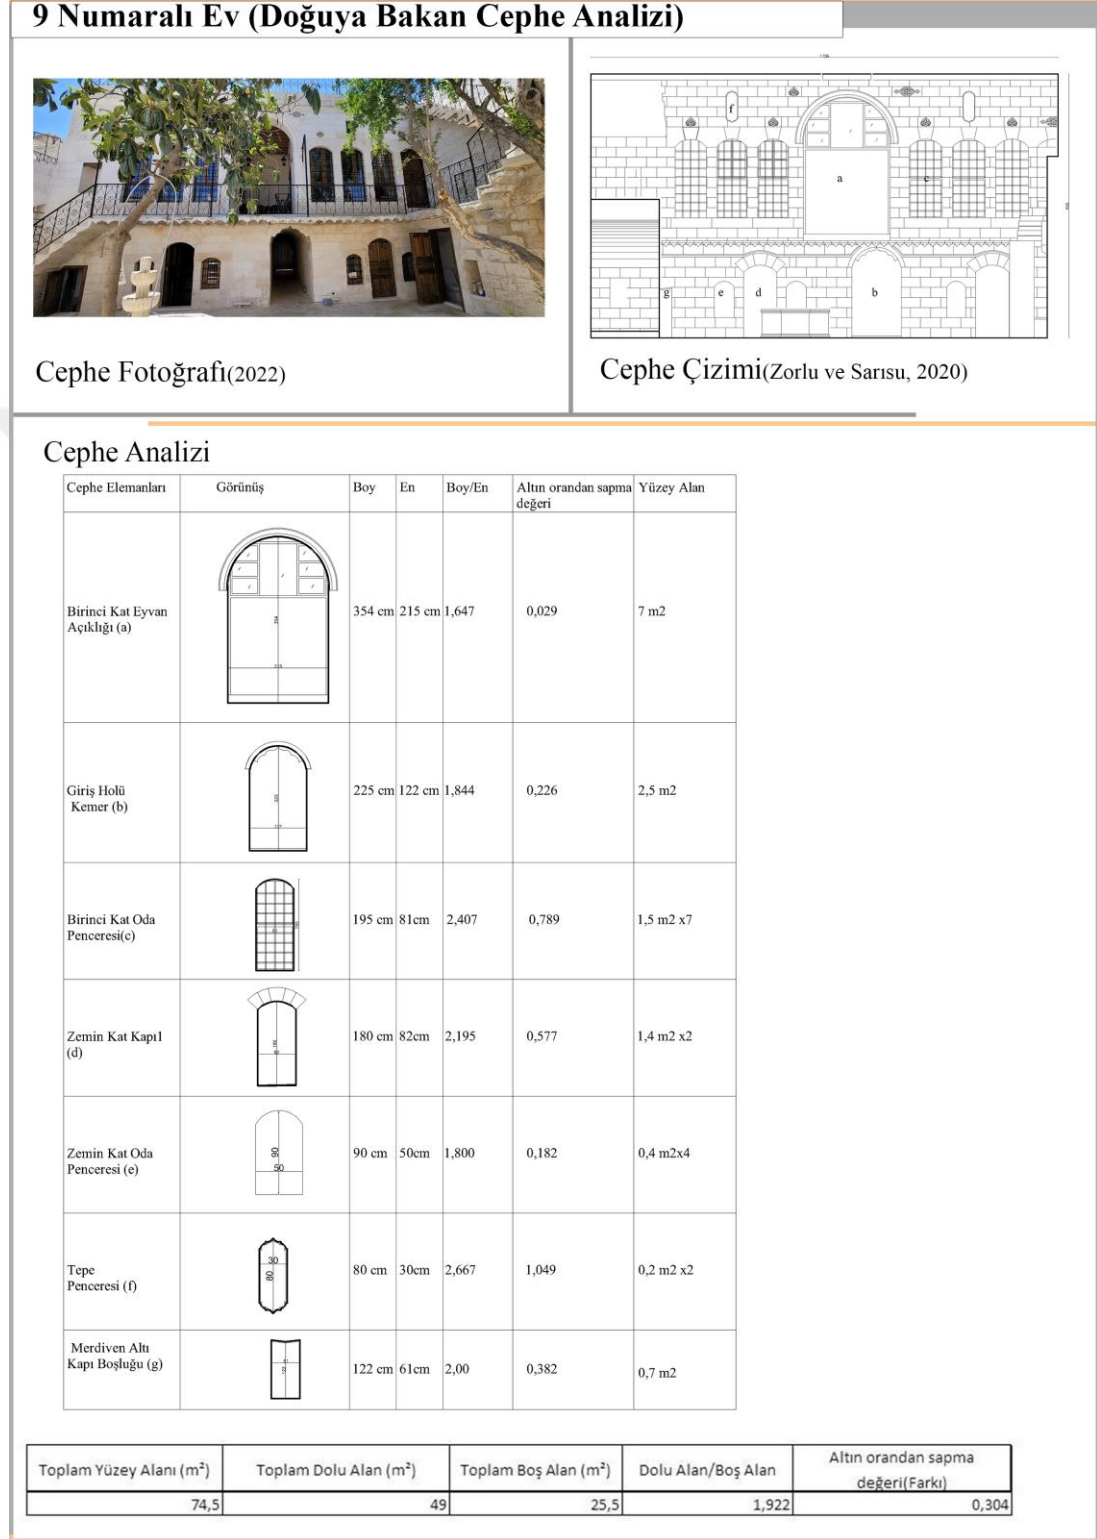 9 Numaralı Ev (Doğuya Bakan Cephe Analizi)
Cephe Fotoğrafı(2022)
f
a
c
g
e
d
b
Cephe Çizimi(Zorlu ve Sarısu, 2020)
Cephe Analizi
Cephe Elemanları Görünüş Boy En Boy/En Altın orandan sapma değeri Yüzey Alan
Birinci Kat Eyvan
Açıklığı (a)
354
215
354 cm 215 cm 1,647 0,029 7 m2
Giriş Holü
Kemer (b)
225 cm 122 cm 1,844 0,226 2,5 m2
Birinci Kat Oda
Penceresi(c)
195 cm 81cm 2,407 0,789 1,5 m2 x7
Zemin Kat Kapı1
(d)
180 cm 82cm 2,195 0,577 1,4 m2 x2
Zemin Kat Oda
Penceresi (e)
90
50
90 cm 50cm 1,800 0,182 0,4 m2x4
Tepe
Penceresi (f)
30
80
80 cm 30cm 2,667 1,049 0,2 m2 x2
Merdiven Altı
Kapı Boşluğu (g)
122 cm 61cm 2,00 0,382 0,7 m2
Toplam Yüzey Alanı (m²) Toplam Dolu Alan (m²) Toplam Boş Alan (m²) Dolu Alan/Boş Alan Altın orandan sapma değeri(Farkı)
74,5 49 25,5 1,922 0,304